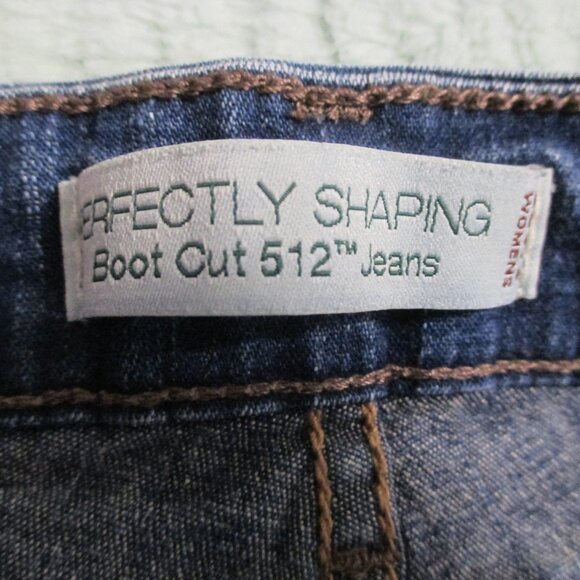 ERFECTLY SHAPING
Boot Cut 512™ Jeans
WOMENS